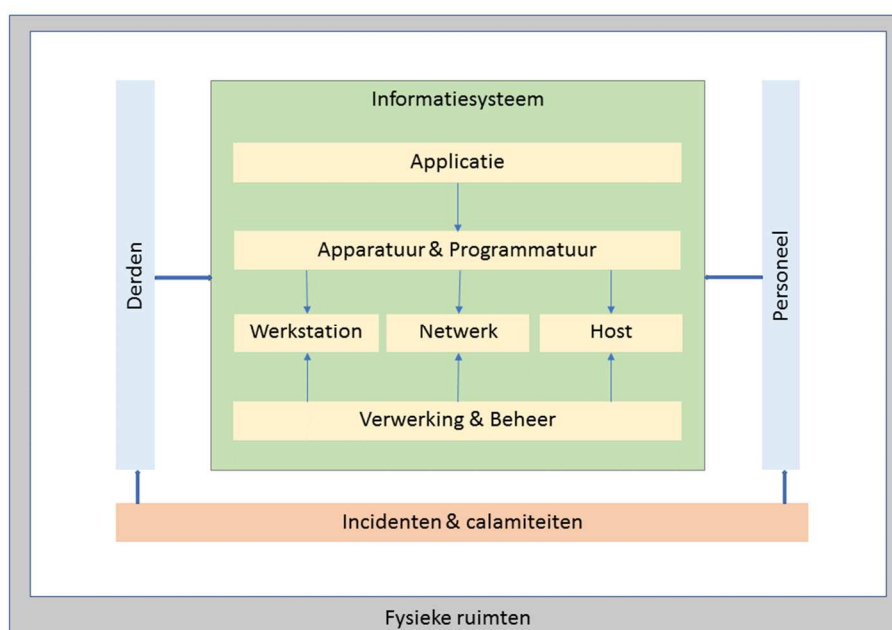 Informatiesysteem
Applicatie
Apparatuur & Programmatuur
Derden
Personeel
Werkstation
Netwerk
Host
Verwerking & Beheer
Incidenten & calamiteiten
Fysieke ruimten